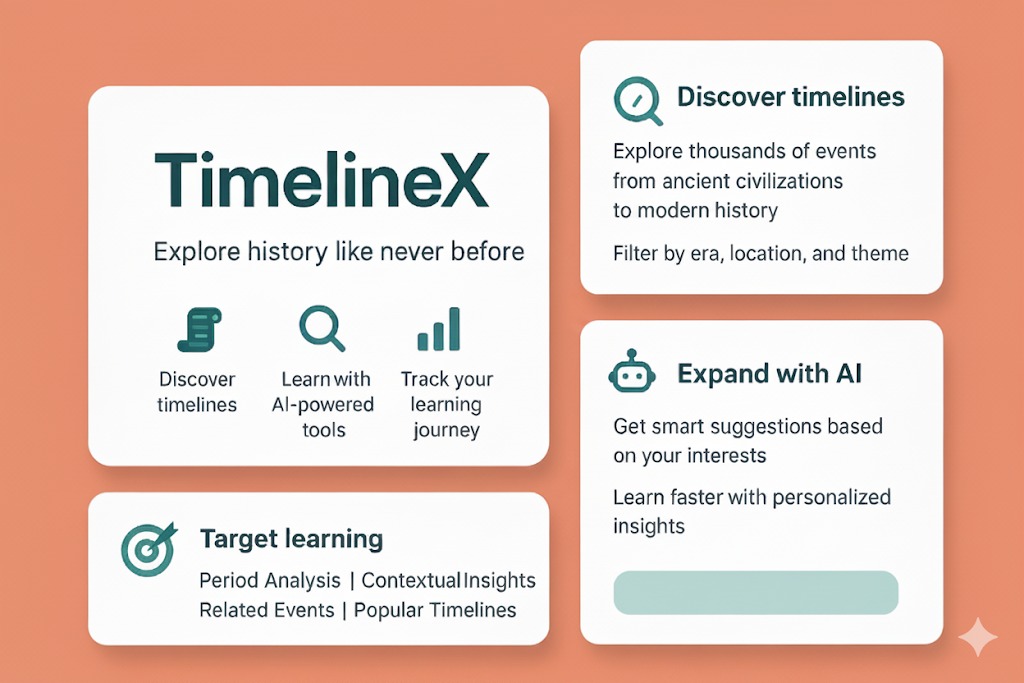 TimelineX
Explore history like never before
Discover
timelines
Learn with
AI-powered
tools
Track your
learning
journey
Target learning
Period Analysis | Contextual Insights
Related Events | Popular Timelines
Discover timelines
Explore thousands of events
from ancient civilizations
to modern history
Filter by era, location, and theme
Expand with AI
Get smart suggestions based
on your interests
Learn faster with personalized
insights